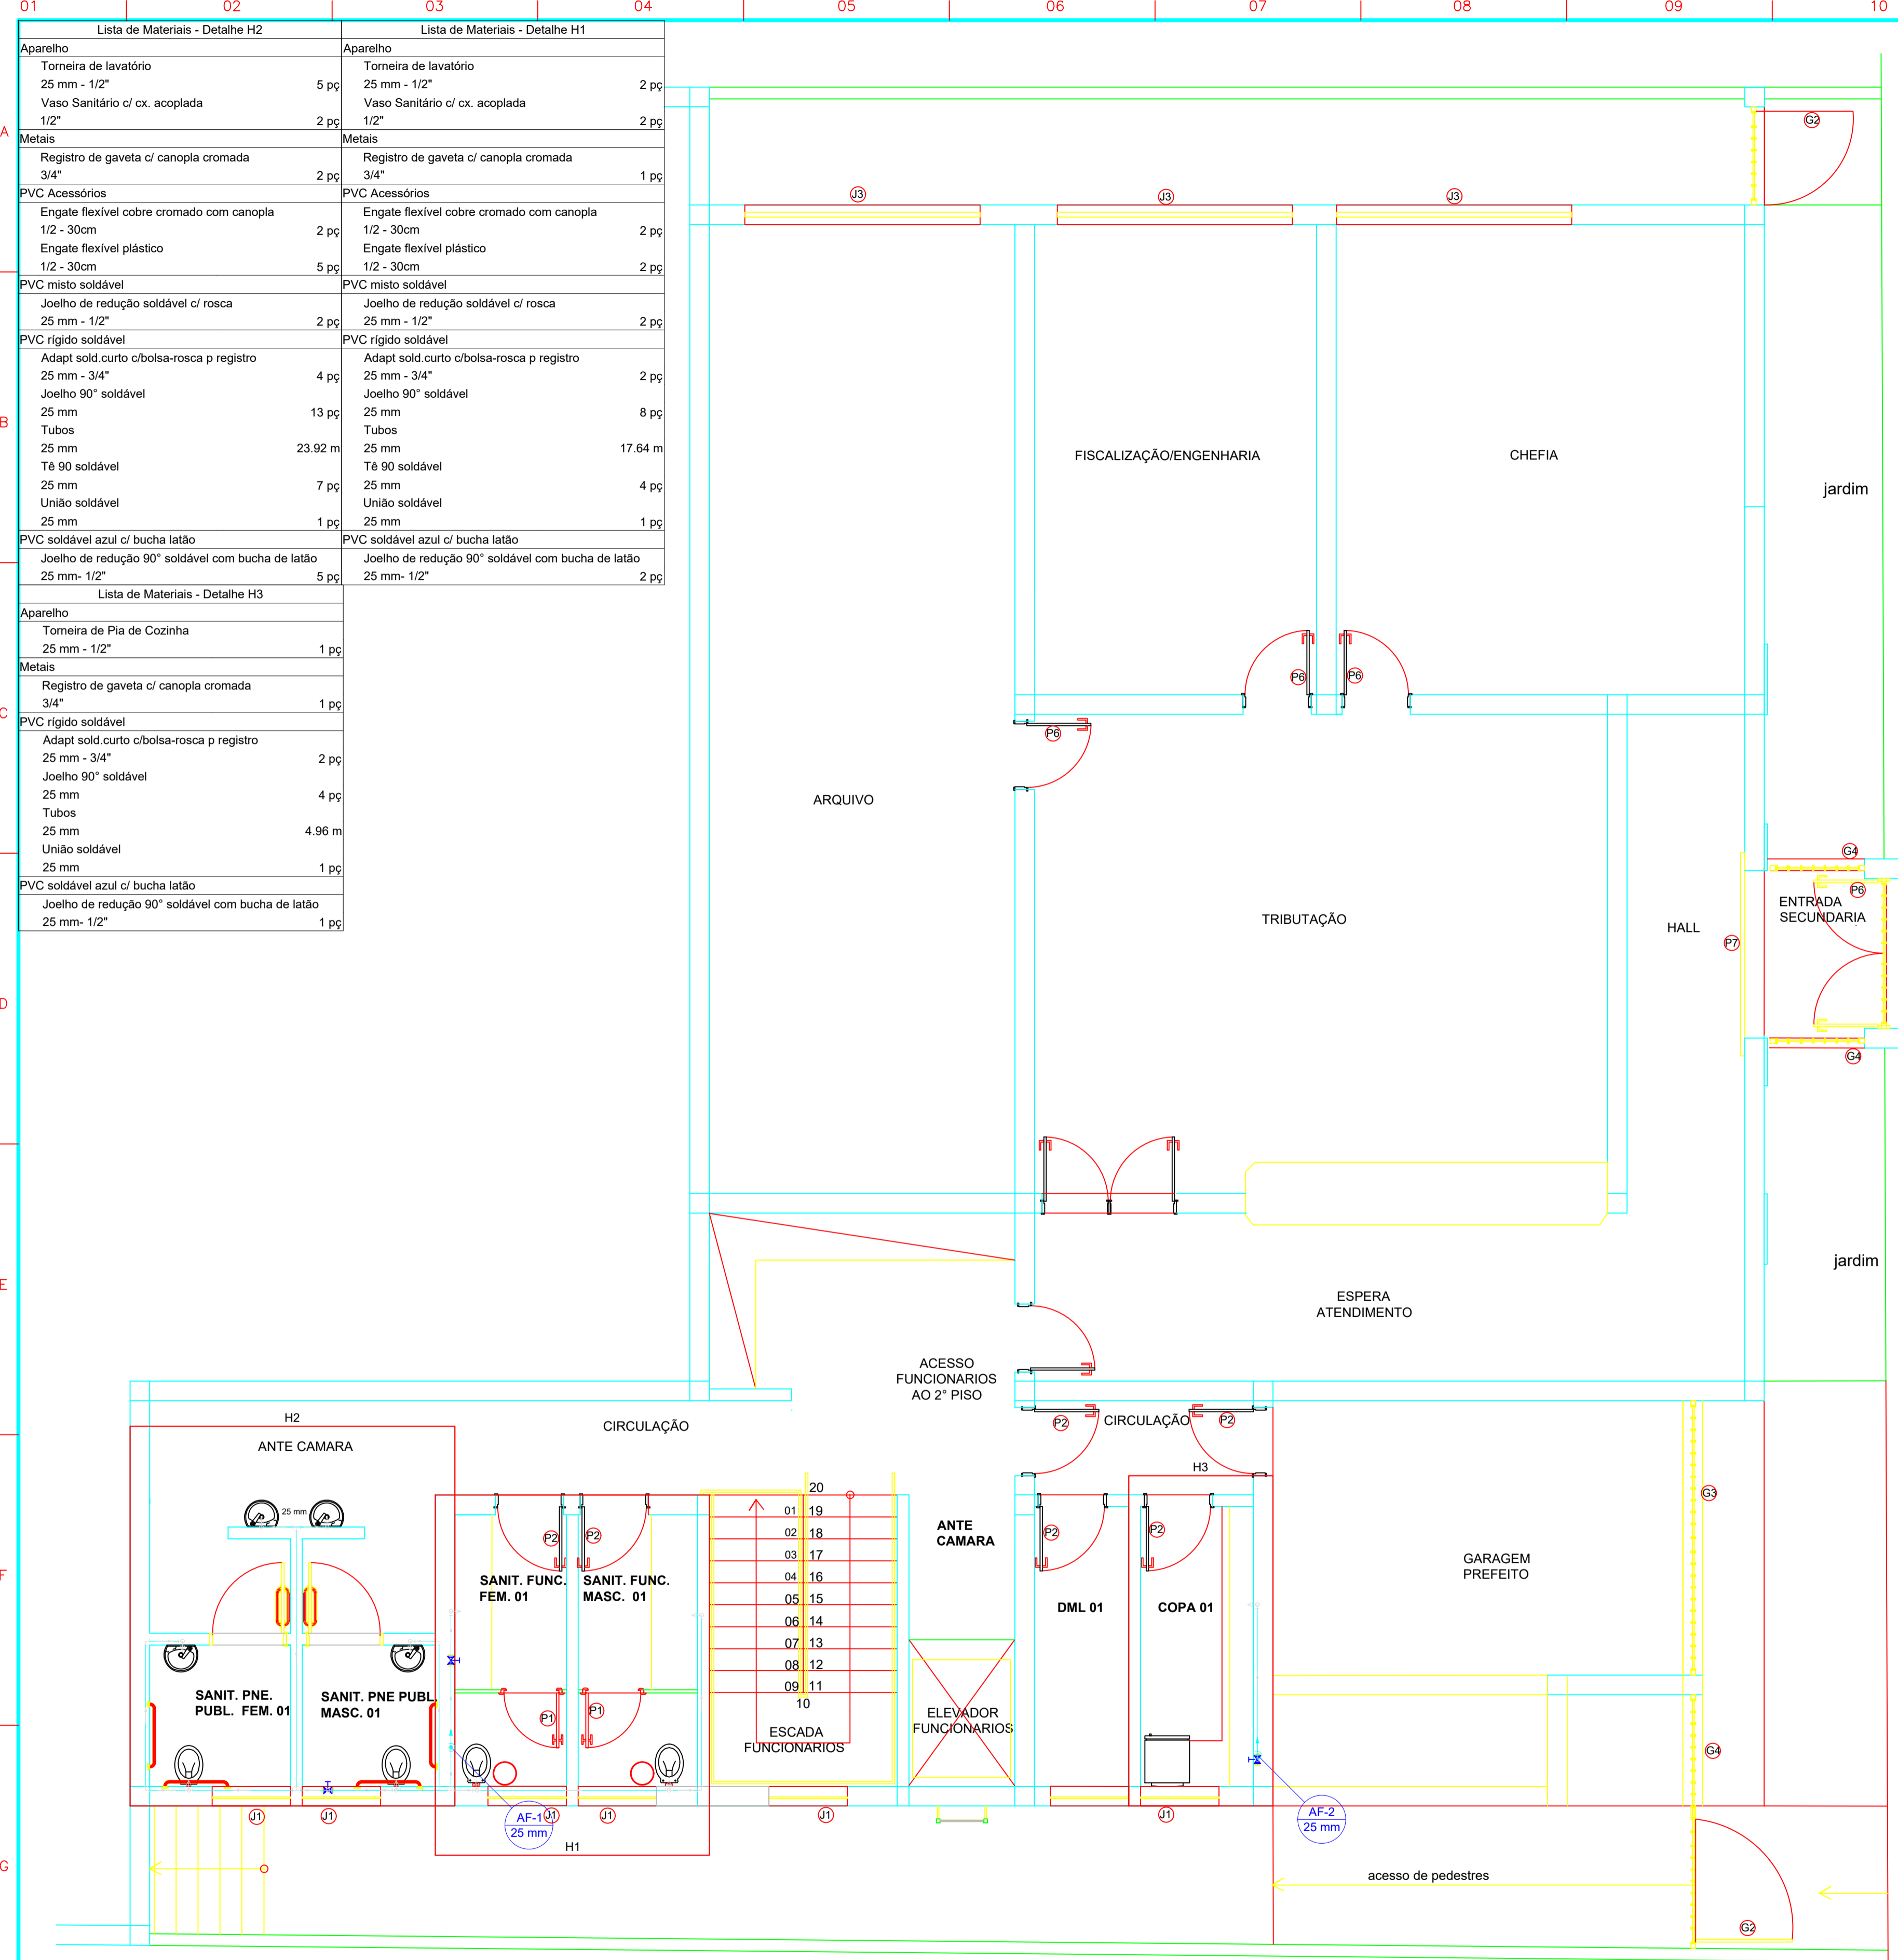 01 02 03 04 05 06 07 08 09 10
Lista de Materiais - Detalhe H2
Aparelho
Torneira de lavatório
25 mm - 1/2" 5 pç
Vaso Sanitário c/ cx. acoplada
1/2" 2 pç
Metais
Registro de gaveta c/ canopla cromada
3/4" 2 pç
PVC Acessórios
Engate flexível cobre cromado com canopla
1/2 - 30cm 2 pç
Engate flexível plástico
1/2 - 30cm 5 pç
PVC misto soldável
Joelho de redução soldável c/ rosca
25 mm - 1/2" 2 pç
PVC rígido soldável
Adapt sold.curto c/bolsa-rosca p registro
25 mm - 3/4" 4 pç
Joelho 90° soldável
25 mm 13 pç
Tubos
25 mm 23.92 m
Tê 90 soldável
25 mm 7 pç
União soldável
25 mm 1 pç
PVC soldável azul c/ bucha latão
Joelho de redução 90° soldável com bucha de latão
25 mm- 1/2" 5 pç
Lista de Materiais - Detalhe H1
Aparelho
Torneira de lavatório
25 mm - 1/2" 2 pç
Vaso Sanitário c/ cx. acoplada
1/2" 2 pç
Metais
Registro de gaveta c/ canopla cromada
3/4" 1 pç
PVC Acessórios
Engate flexível cobre cromado com canopla
1/2 - 30cm 2 pç
Engate flexível plástico
1/2 - 30cm 2 pç
PVC misto soldável
Joelho de redução soldável c/ rosca
25 mm - 1/2" 2 pç
PVC rígido soldável
Adapt sold.curto c/bolsa-rosca p registro
25 mm - 3/4" 2 pç
Joelho 90° soldável
25 mm 8 pç
Tubos
25 mm 17.64 m
Tê 90 soldável
25 mm 4 pç
União soldável
25 mm 1 pç
PVC soldável azul c/ bucha latão
Joelho de redução 90° soldável com bucha de latão
25 mm- 1/2" 2 pç
Lista de Materiais - Detalhe H3
Aparelho
Torneira de Pia de Cozinha
25 mm - 1/2" 1 pç
Metais
Registro de gaveta c/ canopla cromada
3/4" 1 pç
PVC rígido soldável
Adapt sold.curto c/bolsa-rosca p registro
25 mm - 3/4" 2 pç
Joelho 90° soldável
25 mm 4 pç
Tubos
25 mm 4.96 m
União soldável
25 mm 1 pç
PVC soldável azul c/ bucha latão
Joelho de redução 90° soldável com bucha de latão
25 mm- 1/2" 1 pç
A
B
C
D
E
F
G
G2
J3 J3 J3
FISCALIZAÇÃO/ENGENHARIA
CHEFIA
jardim
P6 P6
P6
ARQUIVO
G4
P6
ENTRADA
SECUNDARIA
TRIBUTAÇÃO
HALL
P7
G4
jardim
ESPERA
ATENDIMENTO
ACESSO
FUNCIONARIOS
AO 2° PISO
H2
ANTE CAMARA
CIRCULAÇÃO
P2
CIRCULAÇÃO
P2
H3
G3
25 mm
20
01 19
02 18
03 17
04 16
05 15
06 14
07 13
08 12
09 11
10
P2 P2
ANTE
CAMARA
P2 P2
SANIT. FUNC.
FEM. 01
SANIT. FUNC.
MASC. 01
DML 01
COPA 01
GARAGEM
PREFEITO
SANIT. PNE.
PUBL. FEM. 01
SANIT. PNE PUBL.
MASC. 01
P1 P1
ESCADA
FUNCIONARIOS
ELEVADOR
FUNCIONARIOS
G4
J1 J1 J1 J1 J1 J1
AF-1
25 mm
AF-2
25 mm
H1
acesso de pedestres
G2